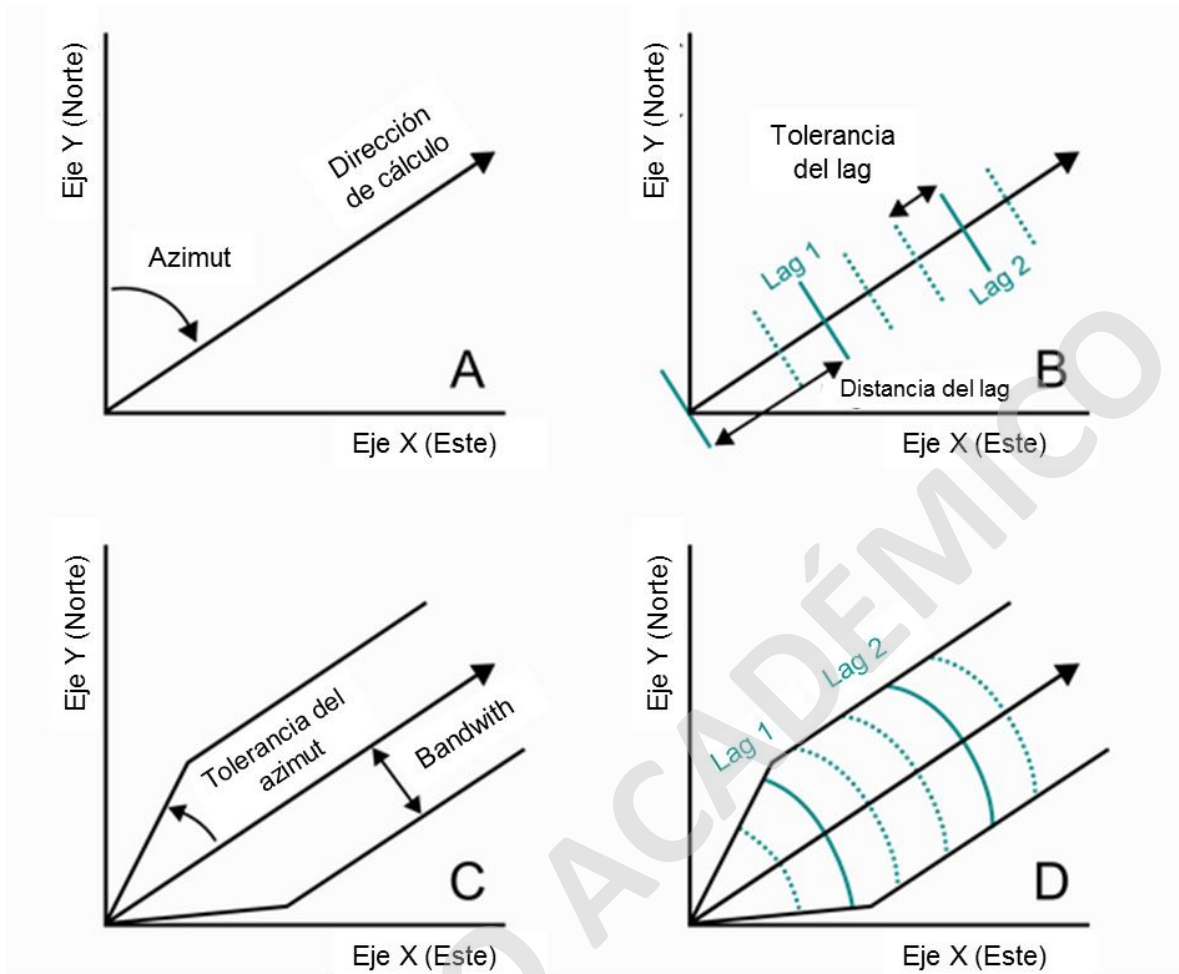 Eje Y (Norte)
Azimut
Dirección
de cálculo
A
Eje X (Este)
Eje Y (Norte)
Tolerancia
del lag
Lag 1
Lag 2
Distancia del lag
B
Eje X (Este)
Eje Y (Norte)
Tolerancia del
azimut
Bandwith
C
Eje X (Este)
Eje Y (Norte)
Lag 1
Lag 2
D
Eje X (Este)
O ACADÉMICO